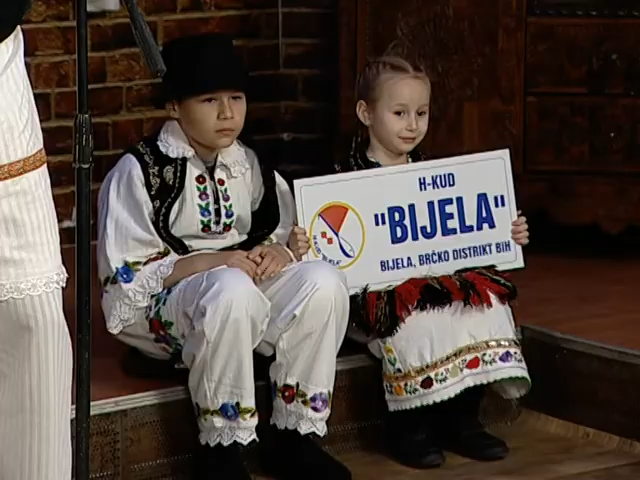 H-KUD
"BIJELA"
BIJELA, BRČKO DISTRIKT BIH